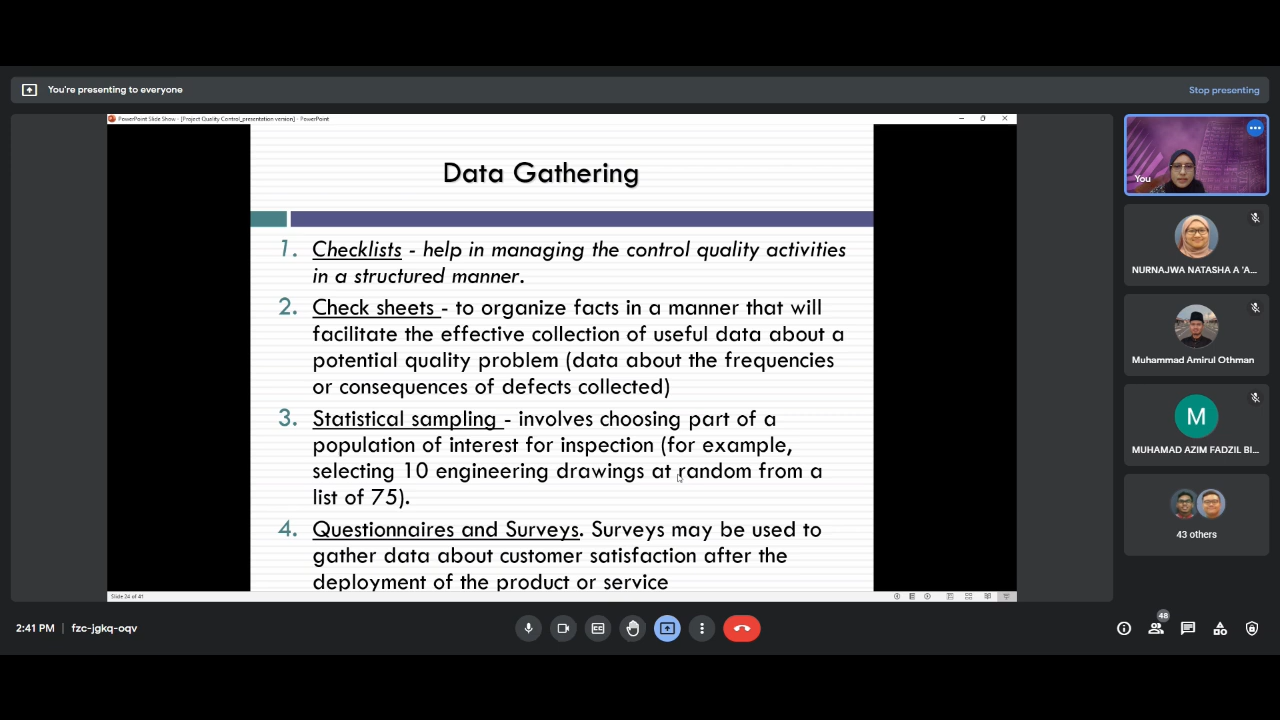 You're presenting to everyone
Stop presenting
PowerPoint Slide Show - [Project Quality Control_presentation version] - PowerPoint
Data Gathering
1. Checklists - help in managing the control quality activities
in a structured manner.
2. Check sheets - to organize facts in a manner that will
facilitate the effective collection of useful data about a
potential quality problem (data about the frequencies
or consequences of defects collected)
3. Statistical sampling - involves choosing part of a
population of interest for inspection (for example,
selecting 10 engineering drawings at random from a
list of 75).
4. Questionnaires and Surveys. Surveys may be used to
gather data about customer satisfaction after the
deployment of the product or service
Slide 24 of 41
You
NURNAJWA NATASHA A 'A...
Muhammad Amirul Othman
M
MUHAMAD AZIM FADZIL BI...
43 others
2:41 PM | fzc-jgkq-oqv
48